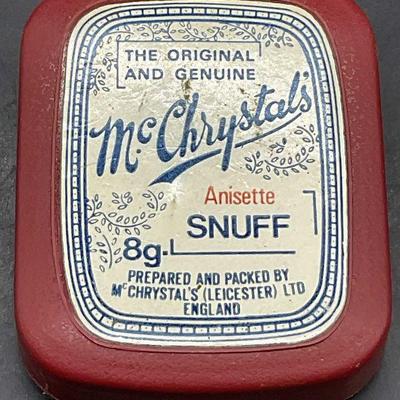 THE ORIGINAL
AND GENUINE
McChrystal's
Anisette
SNUFF
8g.
PREPARED AND PACKED BY
McCHRYSTAL'S (LEICESTER) LTD
ENGLAND